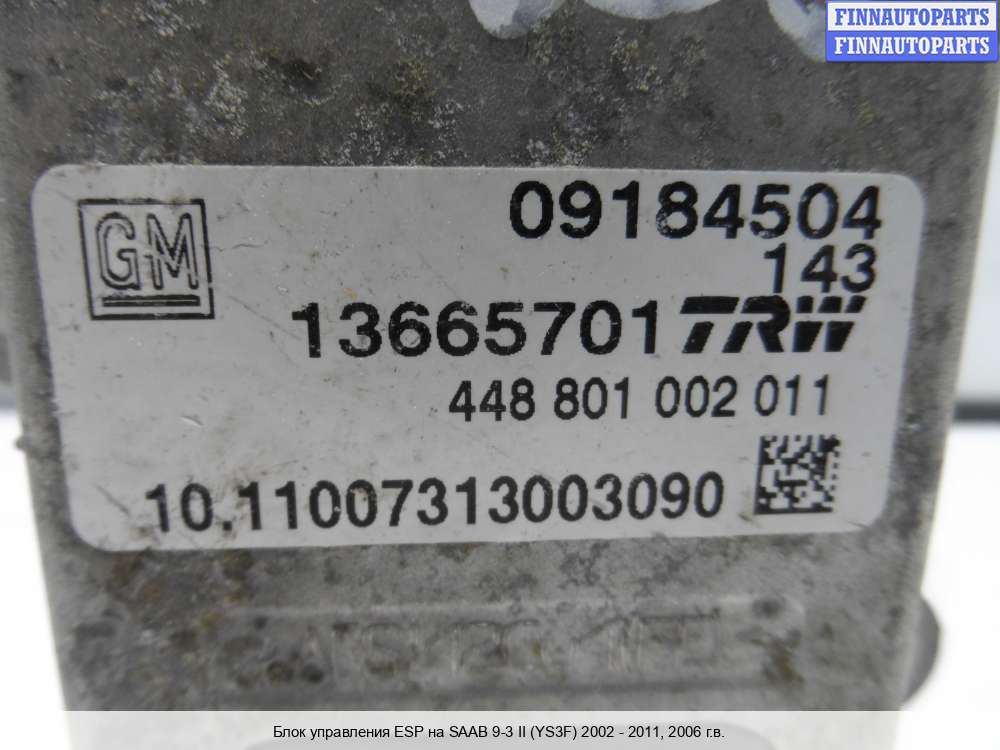 FINNAUTOPARTS
FINNAUTOPARTS
GM
09184504
143
13665701 TRW
448 801 002 011
10.11007313003090
Блок управления ESP на SAAB 9-3 II (YS3F) 2002 - 2011, 2006 г.в.